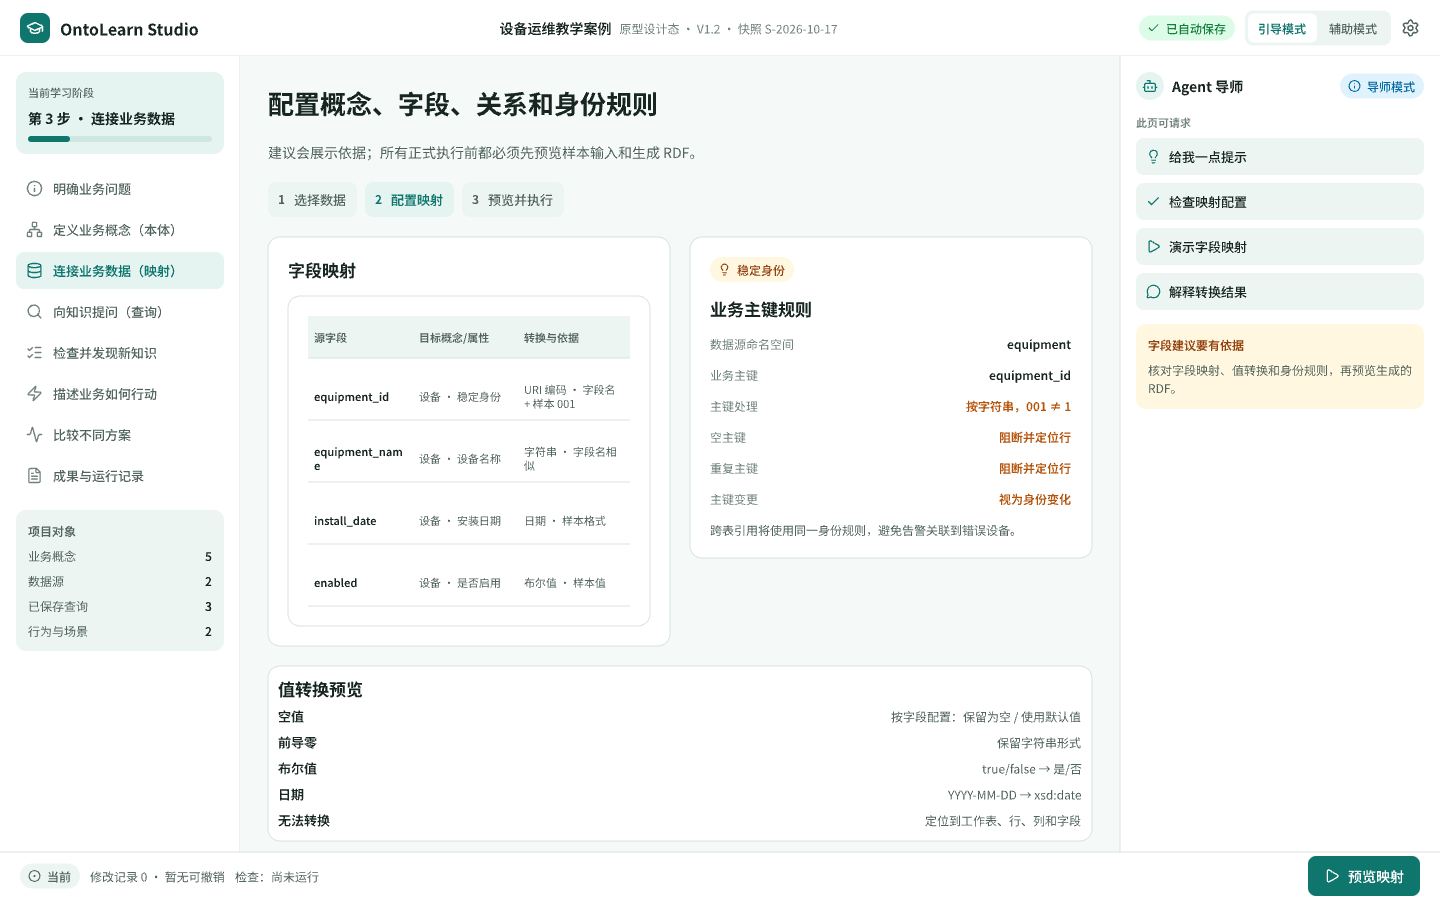 OntoLearn Studio
设备运维教学案例 原型设计态 · V1.2 · 快照 S-2026-10-17
已自动保存
引导模式
辅助模式
当前学习阶段
第 3 步 · 连接业务数据
明确业务问题
定义业务概念（本体）
连接业务数据（映射）
向知识提问（查询）
检查并发现新知识
描述业务如何行动
比较不同方案
成果与运行记录
项目对象
业务概念 5
数据源 2
已保存查询 3
行为与场景 2
配置概念、字段、关系和身份规则
建议会展示依据；所有正式执行前都必须先预览样本输入和生成 RDF。
1 选择数据
2 配置映射
3 预览并执行
字段映射
源字段 目标概念/属性 转换与依据
equipment_id 设备 · 稳定身份 URI 编码 · 字段名
+ 样本 001
equipment_nam
e
设备 · 设备名称
字符串 · 字段名相
似
install_date 设备 · 安装日期 日期 · 样本格式
enabled 设备 · 是否启用 布尔值 · 样本值
稳定身份
业务主键规则
数据源命名空间 equipment
业务主键 equipment_id
主键处理 按字符串，001 ≠ 1
空主键 阻断并定位行
重复主键 阻断并定位行
主键变更 视为身份变化
跨表引用将使用同一身份规则，避免告警关联到错误设备。
值转换预览
空值 按字段配置：保留为空 / 使用默认值
前导零 保留字符串形式
布尔值 true/false → 是/否
日期 YYYY-MM-DD → xsd:date
无法转换 定位到工作表、行、列和字段
Agent 导师
导师模式
此页可请求
给我一点提示
检查映射配置
演示字段映射
解释转换结果
字段建议要有依据
核对字段映射、值转换和身份规则，再预览生成的
RDF。
当前
修改记录 0 · 暂无可撤销 检查：尚未运行
预览映射